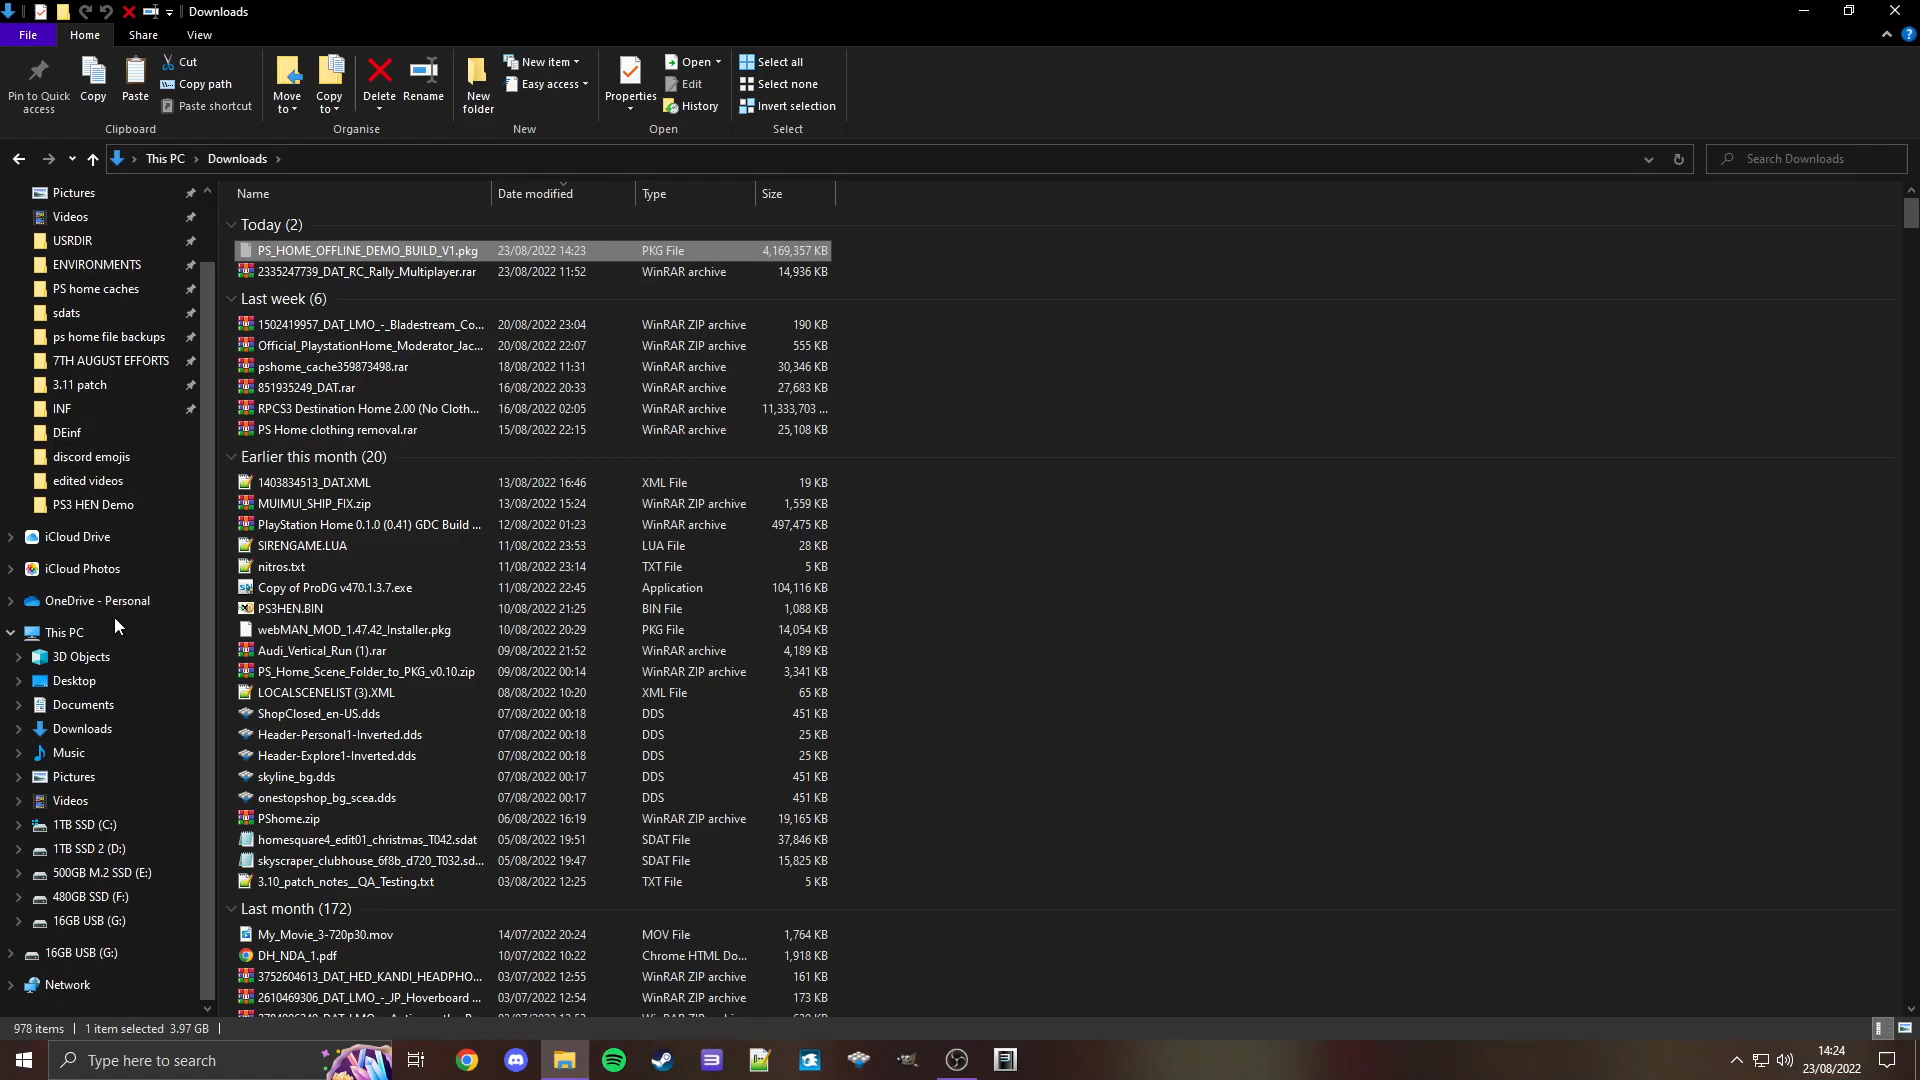 Downloads
File Home Share View
Pin to Quick access
Copy
Paste
Cut
Copy path
Paste shortcut
Clipboard
Move to
Copy to
Delete
Rename
Organise
New folder
New item
Easy access
New
Properties
Open
Edit
History
Open
Select all
Select none
Invert selection
Select
This PC Downloads
Search Downloads
Pictures
Videos
USRDIR
ENVIRONMENTS
PS home caches
sdats
ps home file backups
7TH AUGUST EFFORTS
3.11 patch
INF
DEinf
discord emojis
edited videos
PS3 HEN Demo
iCloud Drive
iCloud Photos
OneDrive - Personal
This PC
3D Objects
Desktop
Documents
Downloads
Music
Pictures
Videos
1TB SSD (C:)
1TB SSD 2 (D:)
500GB M.2 SSD (E:)
480GB SSD (F:)
16GB USB (G:)
16GB USB (G:)
Network
Name Date modified Type Size
Today (2)
PS_HOME_OFFLINE_DEMO_BUILD_V1.pkg 23/08/2022 14:23 PKG File 4,169,357 KB
2335247739_DAT_RC_Rally_Multiplayer.rar 23/08/2022 11:52 WinRAR archive 14,936 KB
Last week (6)
1502419957_DAT_LMO_-_Bladestream_Co... 20/08/2022 23:04 WinRAR ZIP archive 190 KB
Official_PlaystationHome_Moderator_Jac... 20/08/2022 22:07 WinRAR ZIP archive 555 KB
pshome_cache359873498.rar 18/08/2022 11:31 WinRAR archive 30,346 KB
851935249_DAT.rar 16/08/2022 20:33 WinRAR archive 27,683 KB
RPCS3 Destination Home 2.00 (No Cloth... 16/08/2022 02:05 WinRAR archive 11,333,703 ...
PS Home clothing removal.rar 15/08/2022 22:15 WinRAR archive 25,108 KB
Earlier this month (20)
1403834513_DAT.XML 13/08/2022 16:46 XML File 19 KB
MUIMUI_SHIP_FIX.zip 13/08/2022 15:24 WinRAR ZIP archive 1,559 KB
PlayStation Home 0.1.0 (0.41) GDC Build ... 12/08/2022 01:23 WinRAR archive 497,475 KB
SIRENGAME.LUA 11/08/2022 23:53 LUA File 28 KB
nitros.txt 11/08/2022 23:14 TXT File 5 KB
Copy of ProDG v470.1.3.7.exe 11/08/2022 22:45 Application 104,116 KB
PS3HEN.BIN 10/08/2022 21:25 BIN File 1,088 KB
webMAN_MOD_1.47.42_Installer.pkg 10/08/2022 20:29 PKG File 14,054 KB
Audi_Vertical_Run (1).rar 09/08/2022 21:52 WinRAR archive 4,189 KB
PS_Home_Scene_Folder_to_PKG_v0.10.zip 09/08/2022 00:14 WinRAR ZIP archive 3,341 KB
LOCALSCENELIST (3).XML 08/08/2022 10:20 XML File 65 KB
ShopClosed_en-US.dds 07/08/2022 00:18 DDS 451 KB
Header-Personal1-Inverted.dds 07/08/2022 00:18 DDS 25 KB
Header-Explore1-Inverted.dds 07/08/2022 00:18 DDS 25 KB
skyline_bg.dds 07/08/2022 00:17 DDS 451 KB
onestopshop_bg_scea.dds 07/08/2022 00:17 DDS 451 KB
PShome.zip 06/08/2022 16:19 WinRAR ZIP archive 19,165 KB
homesquare4_edit01_christmas_T042.sdat 05/08/2022 19:51 SDAT File 37,846 KB
skyscraper_clubhouse_6f8b_d720_T032.sd... 05/08/2022 19:47 SDAT File 15,825 KB
3.10_patch_notes__QA_Testing.txt 03/08/2022 12:25 TXT File 5 KB
Last month (172)
My_Movie_3-720p30.mov 14/07/2022 20:24 MOV File 1,764 KB
DH_NDA_1.pdf 10/07/2022 10:22 Chrome HTML Do... 1,918 KB
3752604613_DAT_HED_KANDI_HEADPHO... 03/07/2022 12:55 WinRAR archive 161 KB
2610469306_DAT_LMO_-_JP_Hoverboard ... 03/07/2022 12:54 WinRAR archive 173 KB
978 items 1 item selected 3.97 GB
Type here to search
14:24
23/08/2022